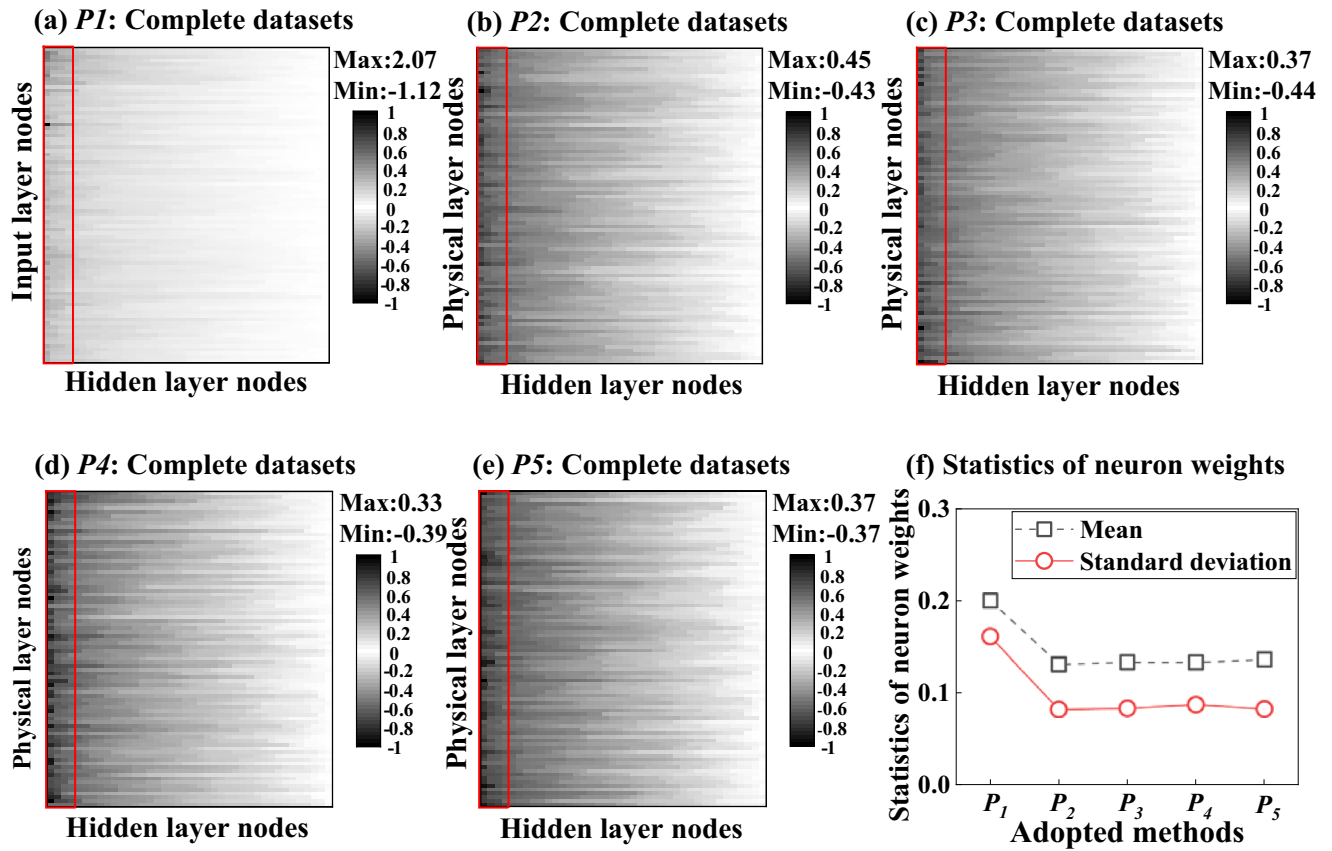 (a) P1: Complete datasets
Max:2.07
Min:-1.12
1
0.8
0.6
0.4
0.2
0
-0.2
-0.4
-0.6
-0.8
-1
Input layer nodes
Hidden layer nodes
(b) P2: Complete datasets
Max:0.45
Min:-0.43
1
0.8
0.6
0.4
0.2
0
-0.2
-0.4
-0.6
-0.8
-1
Physical layer nodes
Hidden layer nodes
(c) P3: Complete datasets
Max:0.37
Min:-0.44
1
0.8
0.6
0.4
0.2
0
-0.2
-0.4
-0.6
-0.8
-1
Physical layer nodes
Hidden layer nodes
(d) P4: Complete datasets
Max:0.33
Min:-0.39
1
0.8
0.6
0.4
0.2
0
-0.2
-0.4
-0.6
-0.8
-1
Physical layer nodes
Hidden layer nodes
(e) P5: Complete datasets
Max:0.37
Min:-0.37
1
0.8
0.6
0.4
0.2
0
-0.2
-0.4
-0.6
-0.8
-1
Physical layer nodes
Hidden layer nodes
(f) Statistics of neuron weights
Mean
Standard deviation
0.3
0.2
0.1
0.0
Statistics of neuron weights
P1 P2 P3 P4 P5
Adopted methods